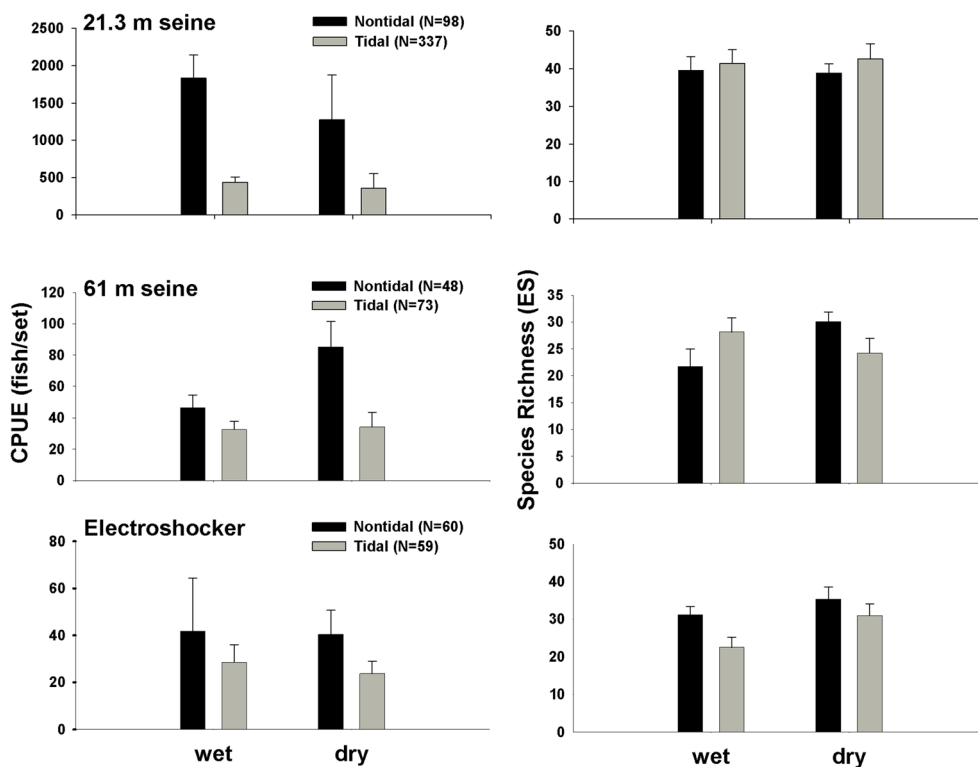 21.3 m seine
Nontidal (N=98)
Tidal (N=337)
2500
2000
1500
1000
500
0
50
40
30
20
10
0
61 m seine
Nontidal (N=48)
Tidal (N=73)
120
100
80
60
40
20
0
CPUE (fish/set)
35
30
25
20
15
10
5
0
Species Richness (ES)
Electroshocker
Nontidal (N=60)
Tidal (N=59)
80
60
40
20
0
wet dry
50
40
30
20
10
0
wet dry